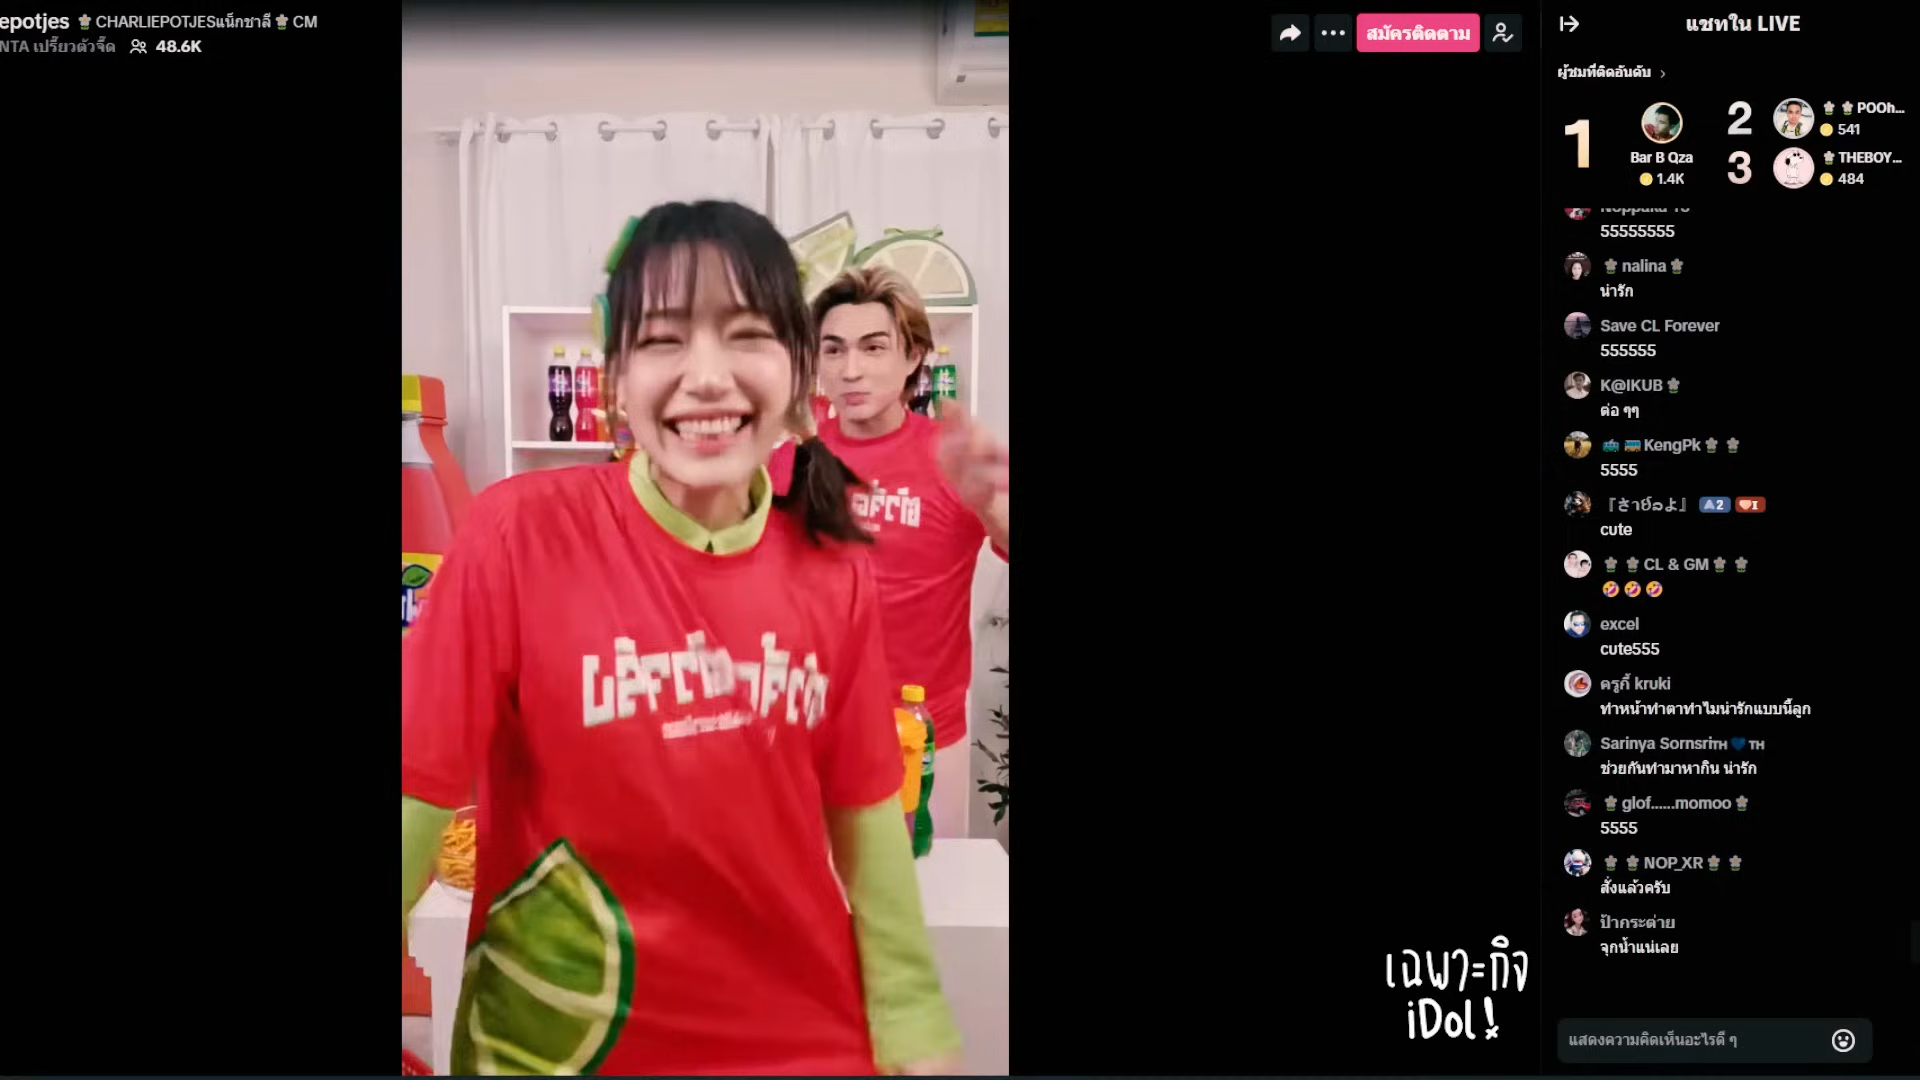 epotjes CHARLIEPOTJESแน็กชาลี CM
NTA เปรี้ยวตัวจี๊ด 48.6K
สมัครติดตาม
แชทใน LIVE
ผู้ชมที่ติดอันดับ
1
Bar B Qza
1.4K
2
POOh...
541
3
THEBOY...
484
55555555
nalina
น่ารัก
Save CL Forever
555555
K@IKUB
ต่อ ๆๆ
KengPk
5555
A2 I
cute
CL & GM
excel
cute555
ครูกี้ kruki
ทำหน้าทำตาทำไมน่ารักแบบนี้ลูก
Sarinya SornsriTH TH
ช่วยกันทำมาหากิน น่ารัก
glof......momoo
5555
NOP_XR
สั่งแล้วครับ
ป้ากระต่าย
จุกน้ำแน่เลย
แสดงความคิดเห็นอะไรดี ๆ
เฉพาะกิจ
iDol!